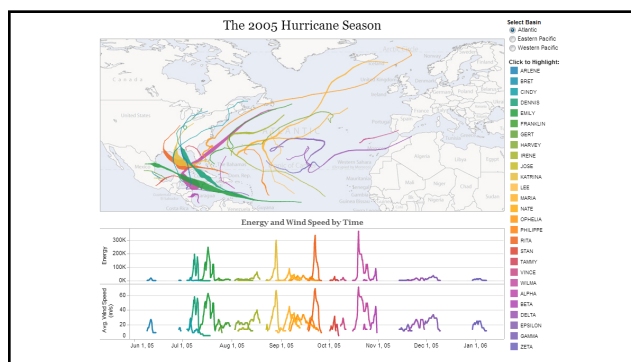 The 2005 Hurricane Season
Select Basin
Atlantic
Eastern Pacific
Western Pacific
Click to Highlight:
ARLENE
BRET
CINDY
DENNIS
EMILY
FRANKLIN
GERT
HARVEY
IRENE
JOSE
KATRINA
LEE
MARIA
NATE
OPHELIA
PHILIPPE
RITA
STAN
TAMMY
VINCE
WILMA
ALPHA
BETA
DELTA
EPSILON
GAMMA
ZETA
Canada
United States
Mexico
Energy and Wind Speed by Time
Energy
300K
200K
100K
0K
Avg. Wind Speed
(m/s)
60
40
20
0
Jun 1, 05
Jul 1, 05
Aug 1, 05
Sep 1, 05
Oct 1, 05
Nov 1, 05
Dec 1, 05
Jan 1, 06